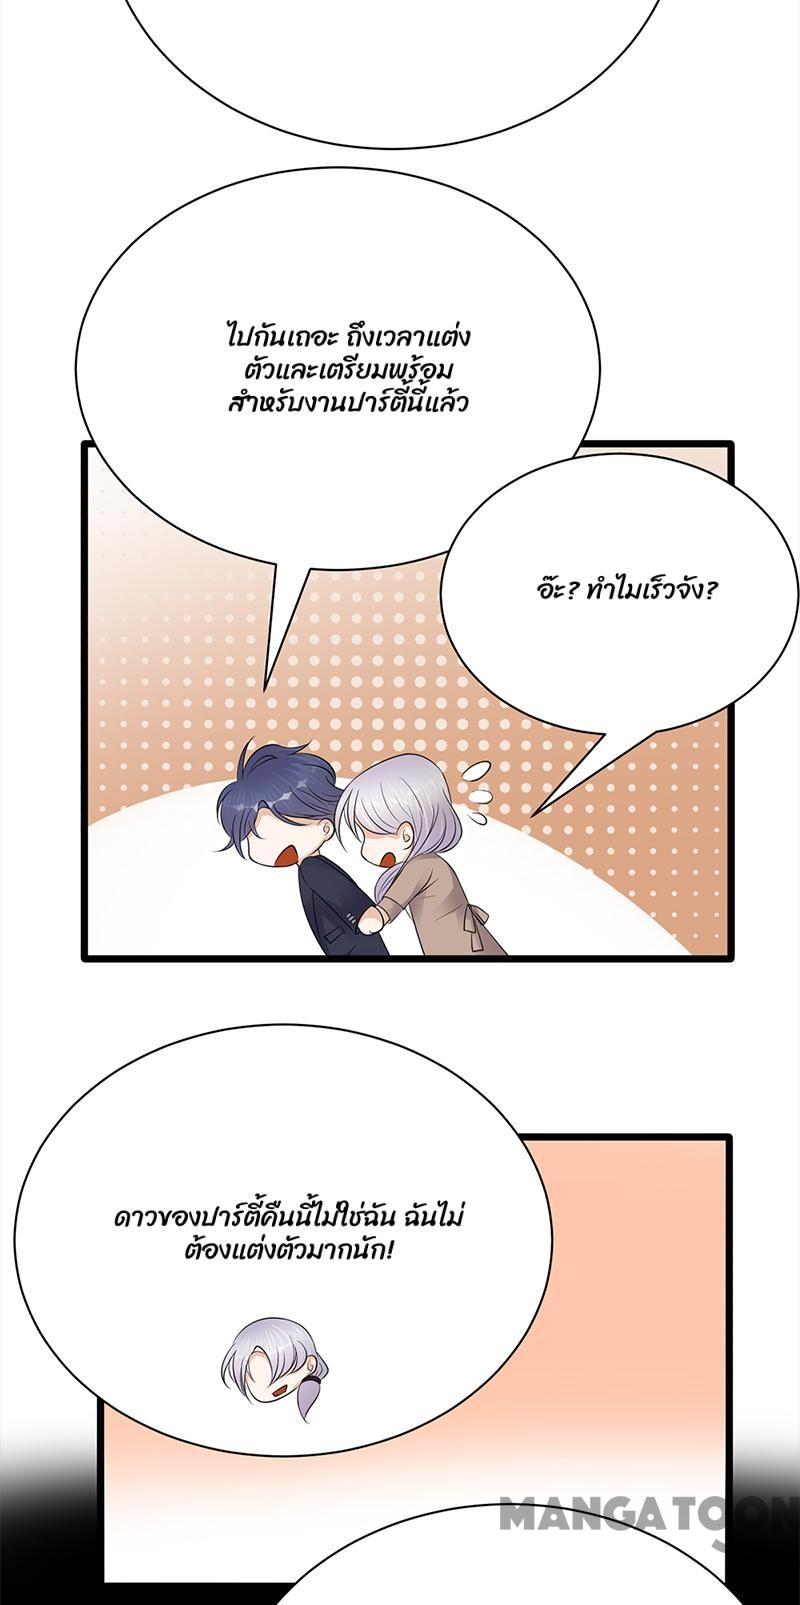 ไปกันเถอะ ถึงเวลาแต่ง
ตัวและเตรียมพร้อม
สำหรับงานปาร์ตี้นี้แล้ว
อ๊ะ? ทำไมเร็วจัง?
ดาวของปาร์ตี้คืนนี้ไม่ใช่ฉัน ฉันไม่
ต้องแต่งตัวมากนัก!
MANGATOON